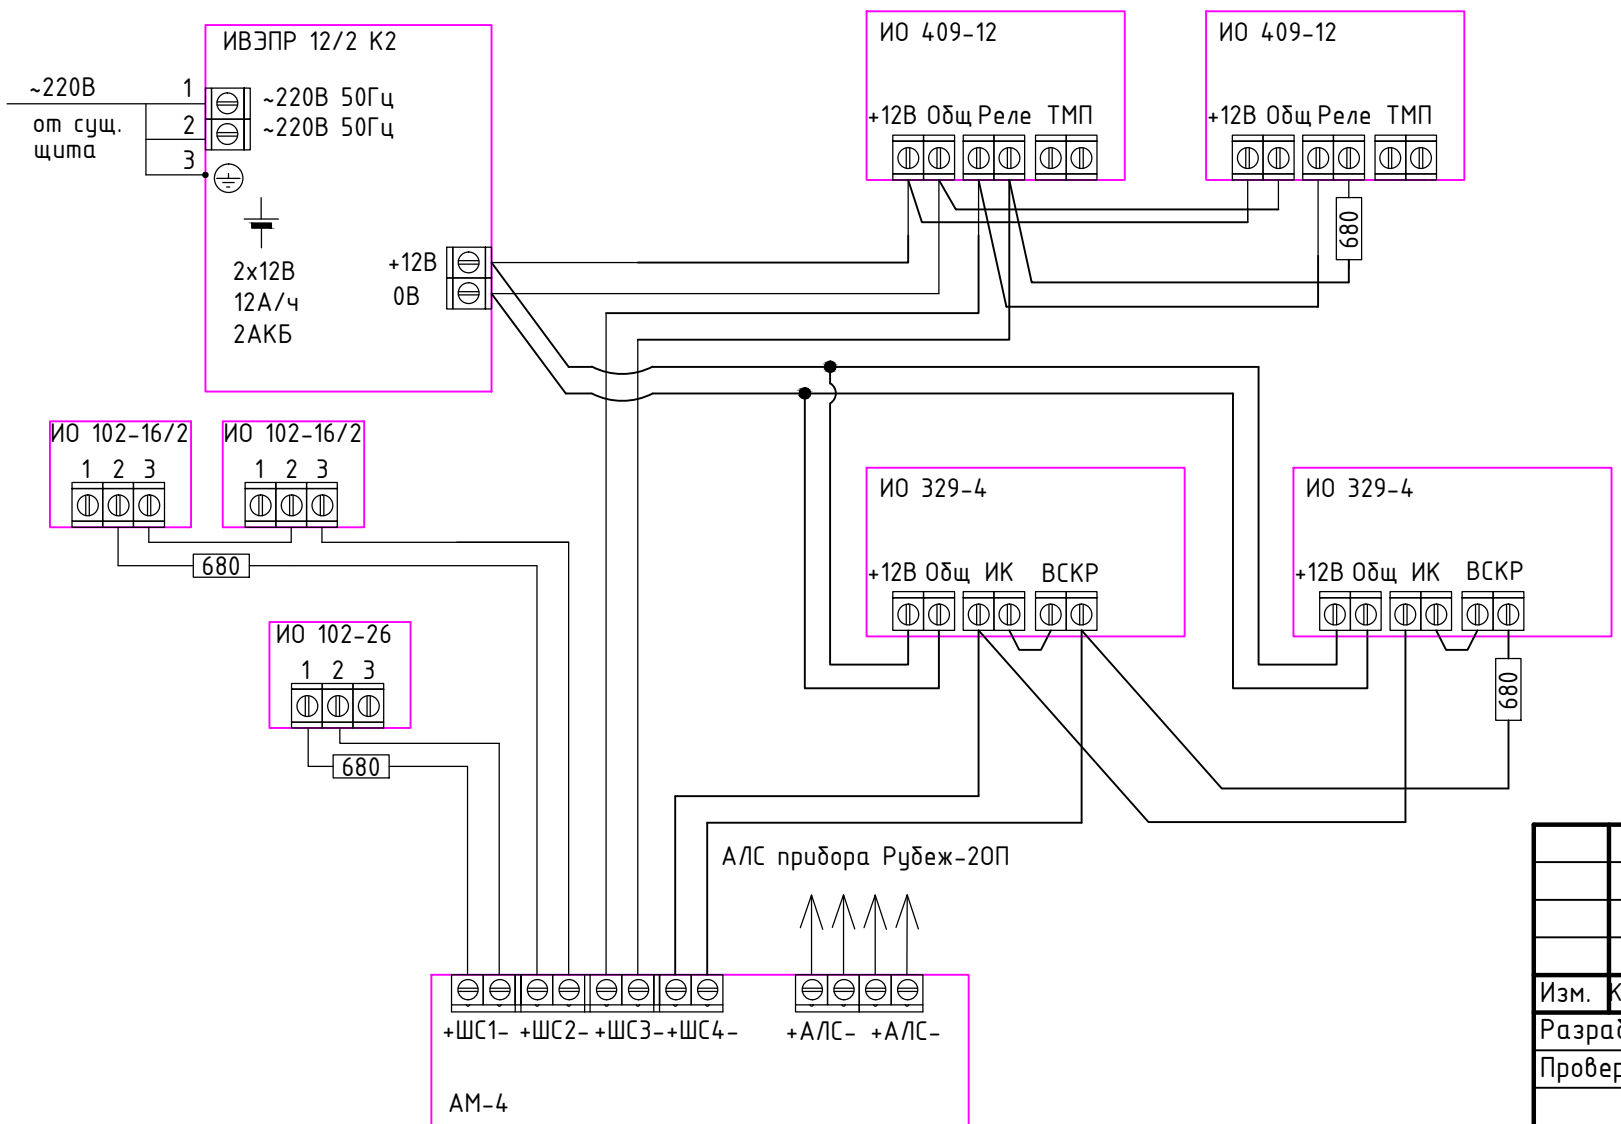 ИВЭПР 12/2 К2
~220В
от сущ.
щита
1
2
3
~220В 50Гц
~220В 50Гц
2х12В
12А/ч
2АКБ
+12В
0В
ИО 409-12
+12В Общ Реле ТМП
ИО 409-12
+12В Общ Реле ТМП
680
ИО 102-16/2
1 2 3
ИО 102-16/2
1 2 3
680
ИО 102-26
1 2 3
680
ИО 329-4
+12В Общ ИК ВСКР
ИО 329-4
+12В Общ ИК ВСКР
680
АЛС прибора Рубеж-2ОП
+ШС1- +ШС2- +ШС3- +ШС4-
+АЛС- +АЛС-
АМ-4
Изм. К
Разраб
Провер